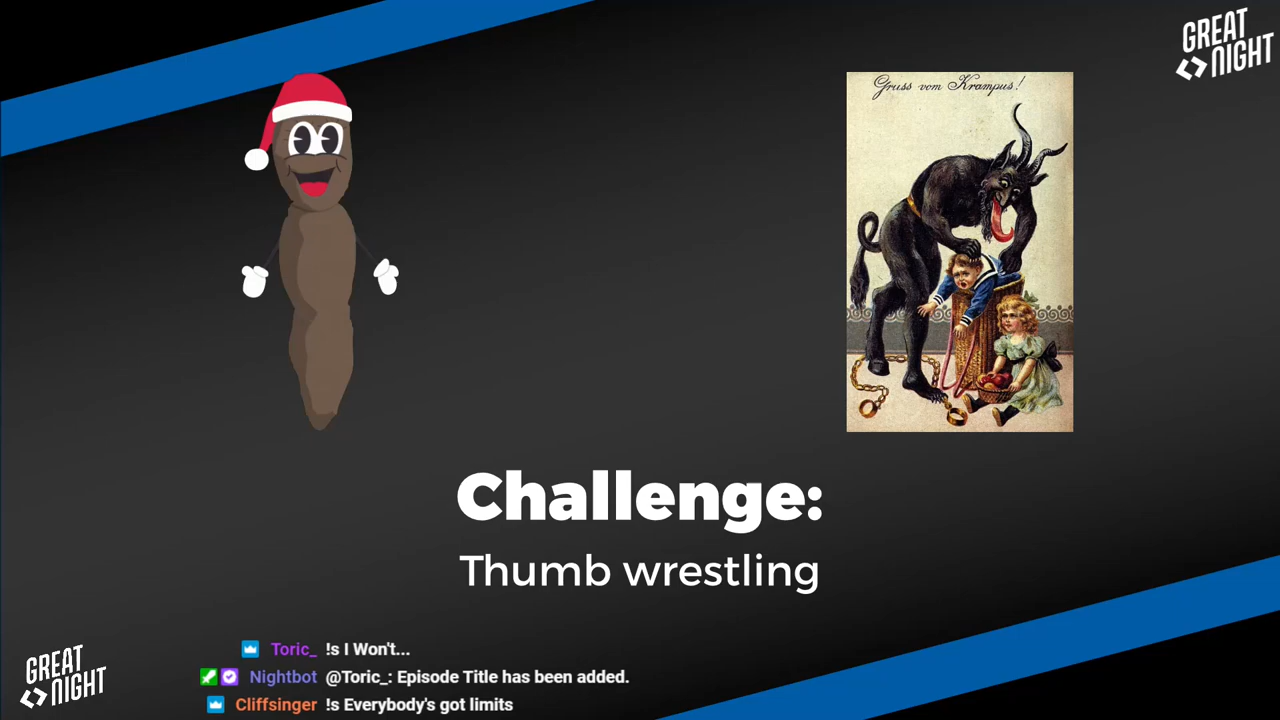 GREAT
NIGHT
Gruss vom Krampus!
Challenge:
Thumb wrestling
GREAT
NIGHT
Toric_ !s I Won't...
Nightbot @Toric_: Episode Title has been added.
Cliffsinger !s Everybody's got limits